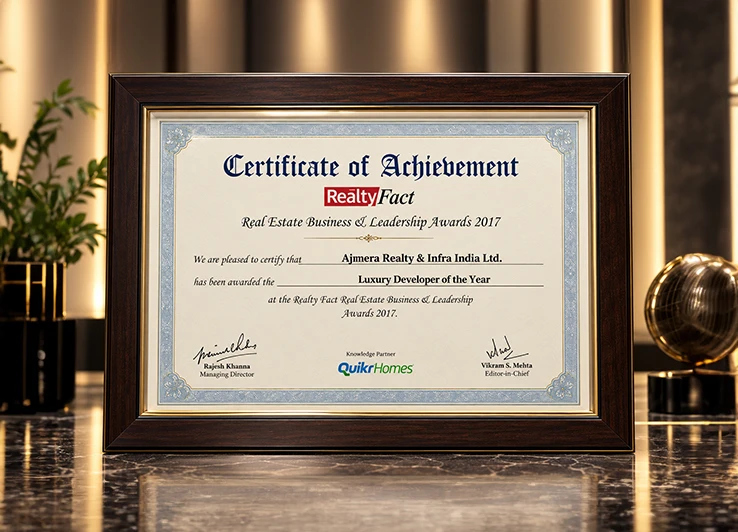 Certificate of Achievement
RealtyFact
Real Estate Business & Leadership Awards 2017
We are pleased to certify that Ajmera Realty & Infra India Ltd.
has been awarded the Luxury Developer of the Year
at the Realty Fact Real Estate Business & Leadership
Awards 2017.
Rajesh Khanna
Managing Director
Knowledge Partner
QuikrHomes
Vikram S. Mehta
Editor-in-Chief